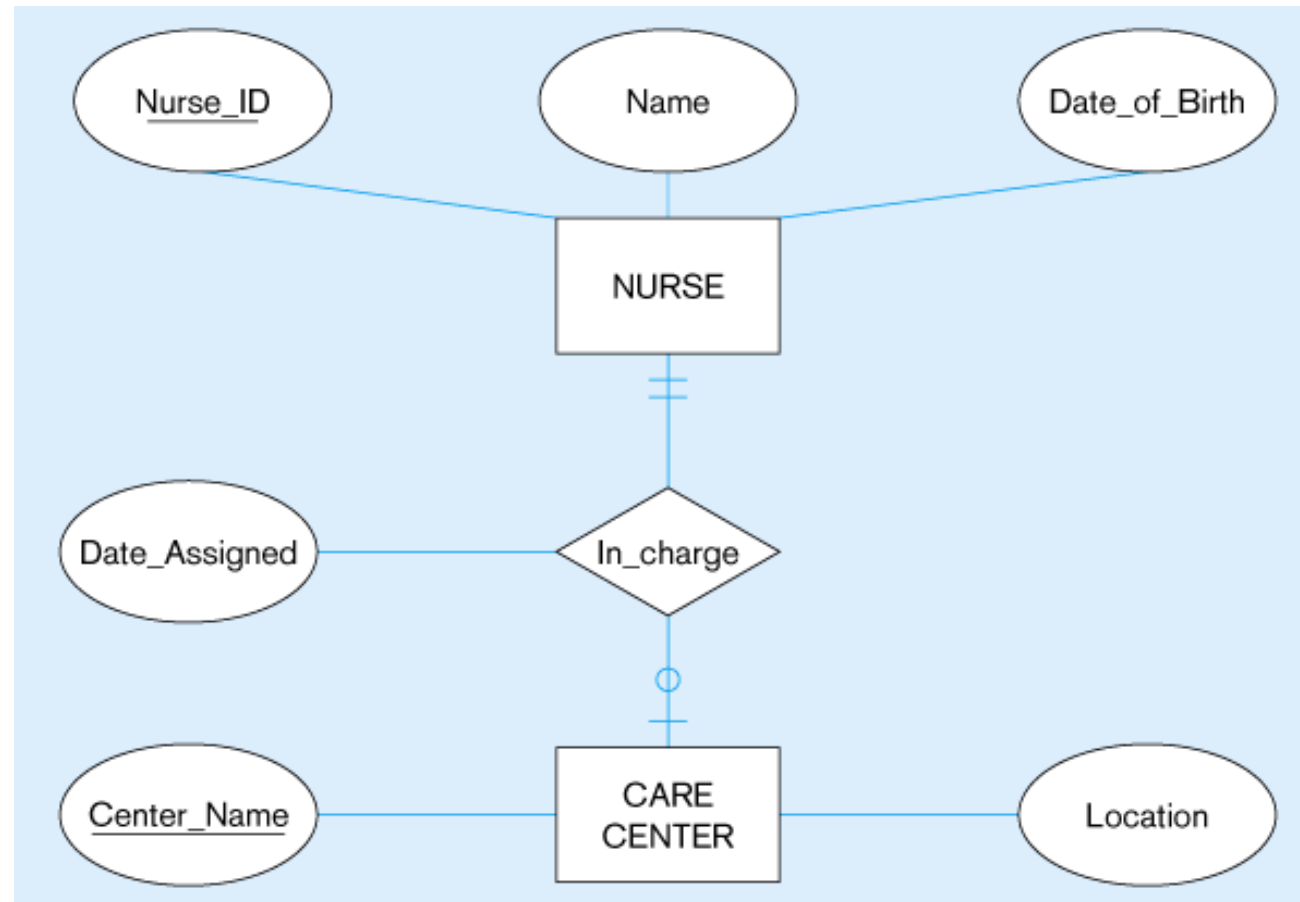 Nurse_ID
Name
Date_of_Birth
NURSE
Date_Assigned
In_charge
Center_Name
CARE
CENTER
Location